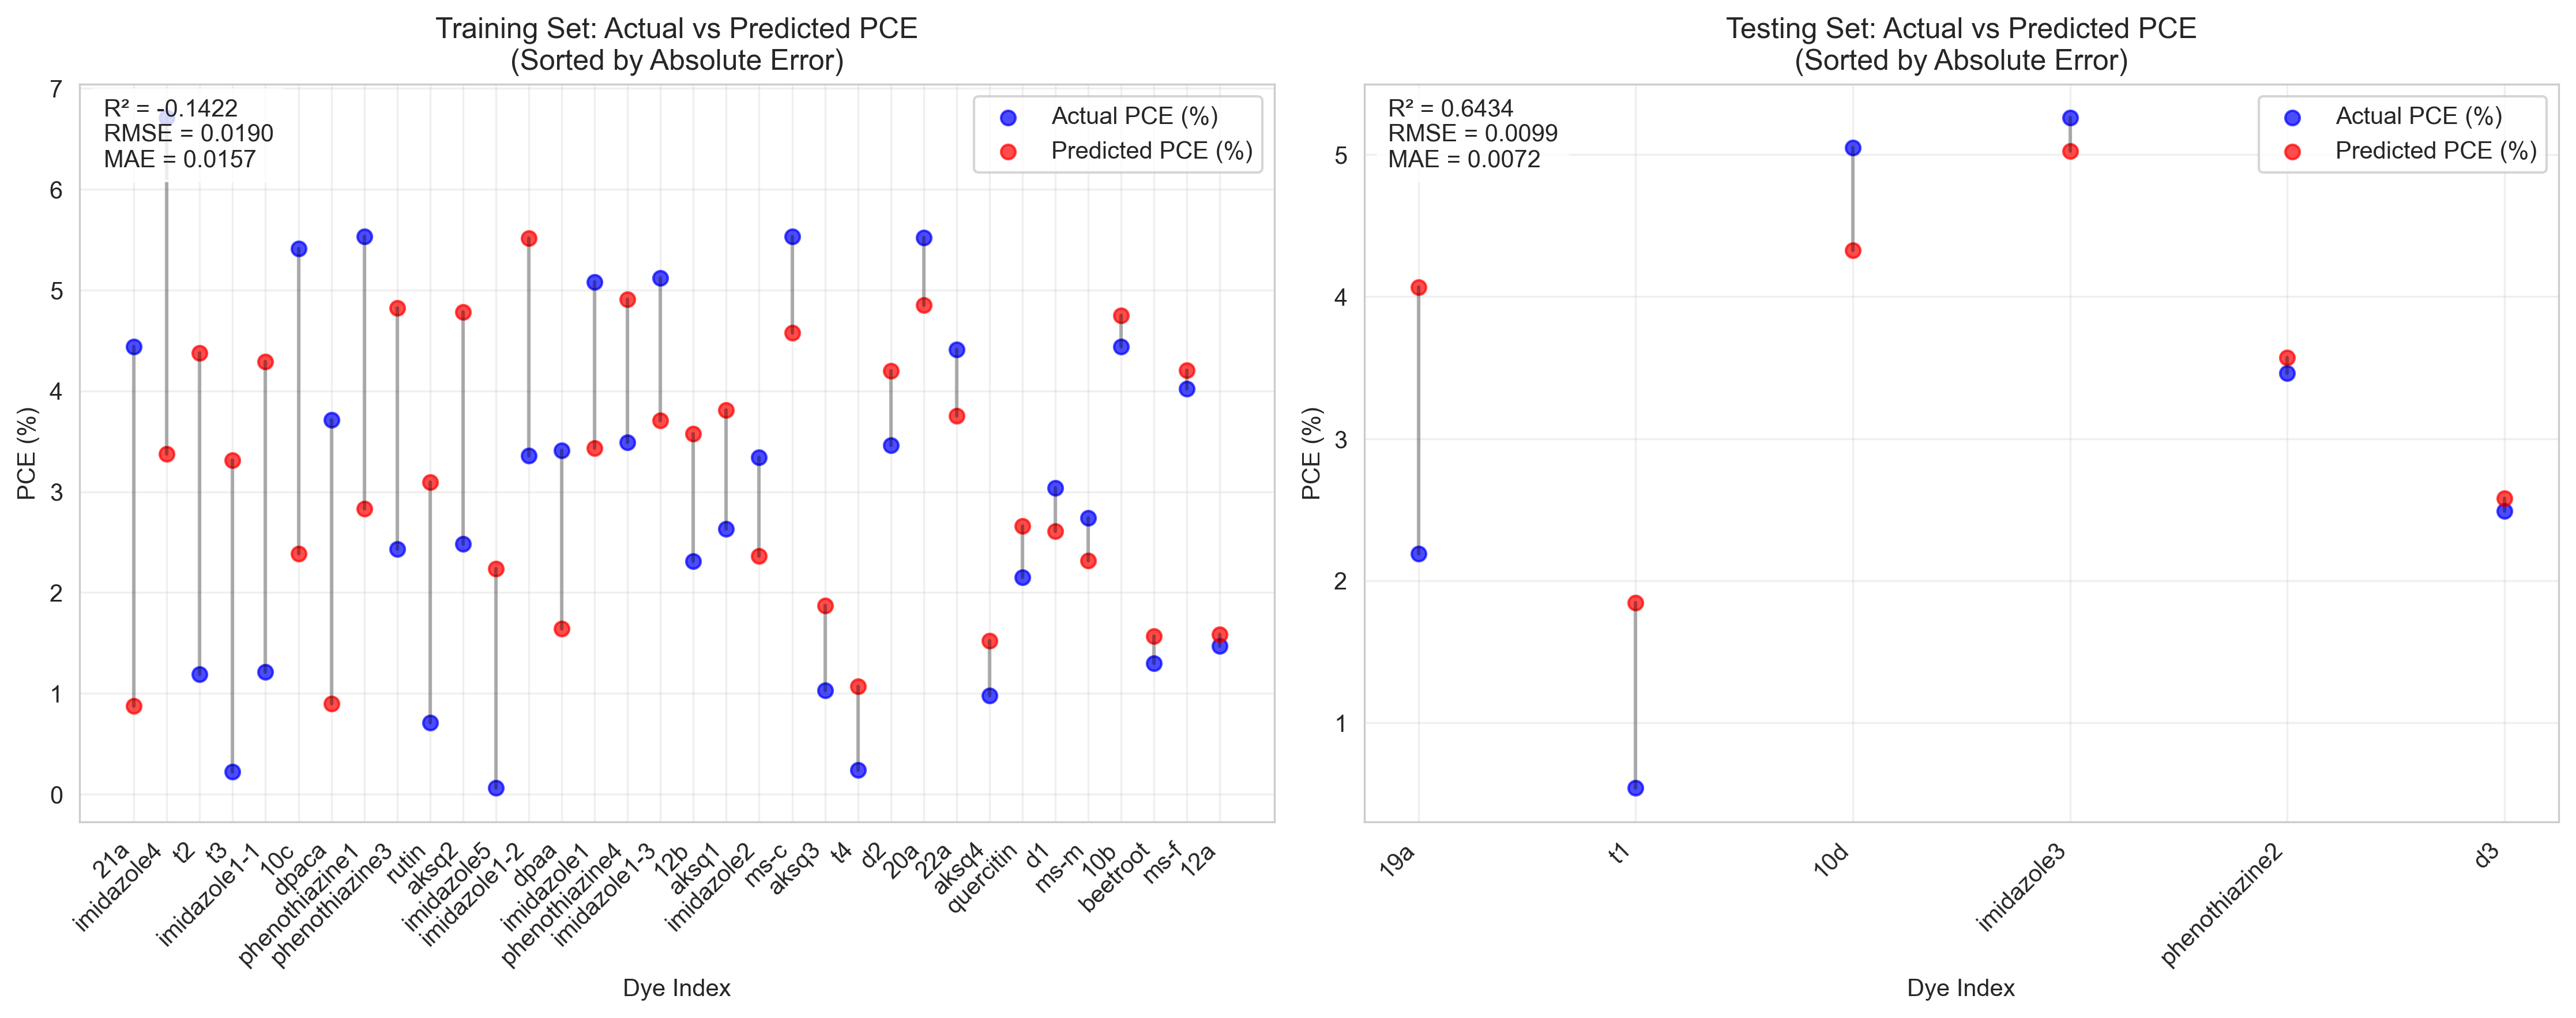 Training Set: Actual vs Predicted PCE
(Sorted by Absolute Error)
R² = -0.1422
RMSE = 0.0190
MAE = 0.0157
Actual PCE (%)
Predicted PCE (%)
PCE (%)
7
6
5
4
3
2
1
0
21a
imidazole4
t2
t3
imidazole1-1
10c
dpaca
phenothiazine1
phenothiazine3
rutin
aksq2
imidazole5
imidazole1-2
dpaa
imidazole1
phenothiazine4
imidazole1-3
12b
aksq1
imidazole2
ms-c
aksq3
t4
d2
20a
22a
aksq4
quercitin
d1
ms-m
10b
beetroot
ms-f
12a
Dye Index
Testing Set: Actual vs Predicted PCE
(Sorted by Absolute Error)
R² = 0.6434
RMSE = 0.0099
MAE = 0.0072
Actual PCE (%)
Predicted PCE (%)
PCE (%)
5
4
3
2
1
19a
t1
10d
imidazole3
phenothiazine2
d3
Dye Index